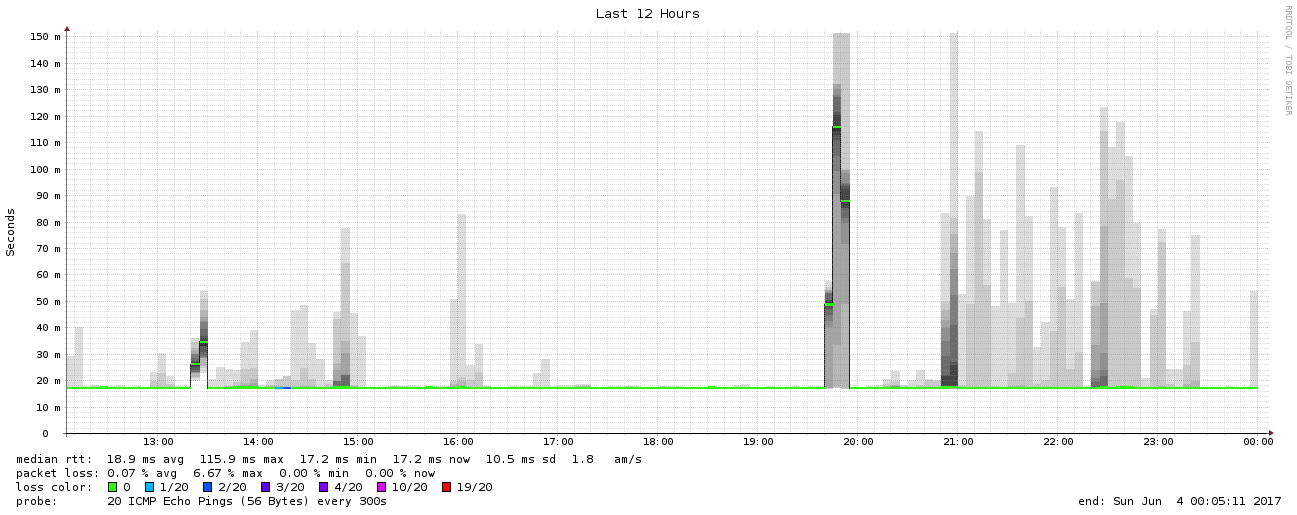 Last 12 Hours
RRDTOOL / TOBI OETIKER
Seconds
150 m
140 m
130 m
120 m
110 m
100 m
90 m
80 m
70 m
60 m
50 m
40 m
30 m
20 m
10 m
0
13:00 14:00 15:00 16:00 17:00 18:00 19:00 20:00 21:00 22:00 23:00 00:00
median rtt: 18.9 ms avg 115.9 ms max 17.2 ms min 17.2 ms now 10.5 ms sd 1.8 am/s
packet loss: 0.07 % avg 6.67 % max 0.00 % min 0.00 % now
loss color: 0 1/20 2/20 3/20 4/20 10/20 19/20
probe: 20 ICMP Echo Pings (56 Bytes) every 300s end: Sun Jun 4 00:05:11 2017